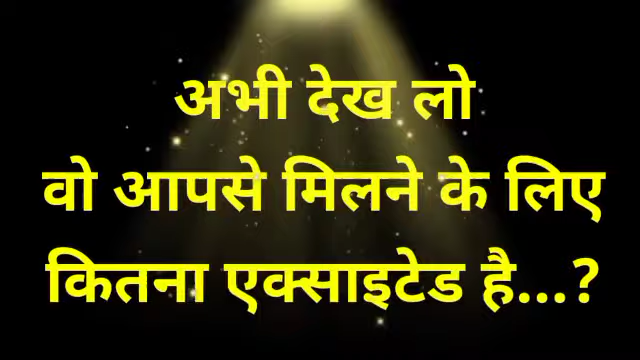 अभी देख लो
वो आपसे मिलने के लिए
कितना एक्साइटेड है...?